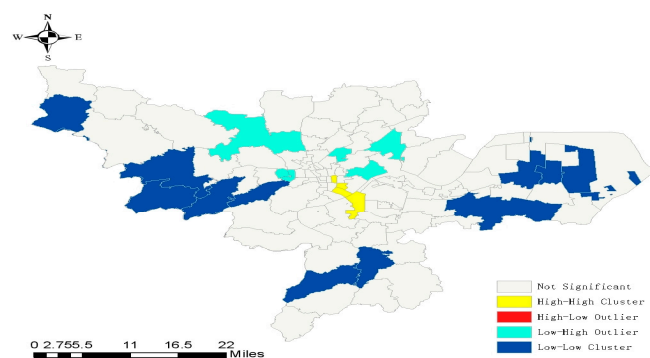 N
W E
S
Not Significant
High-High Cluster
High-Low Outlier
Low-High Outlier
Low-Low Cluster
0 2.755.5 11 16.5 22
Miles